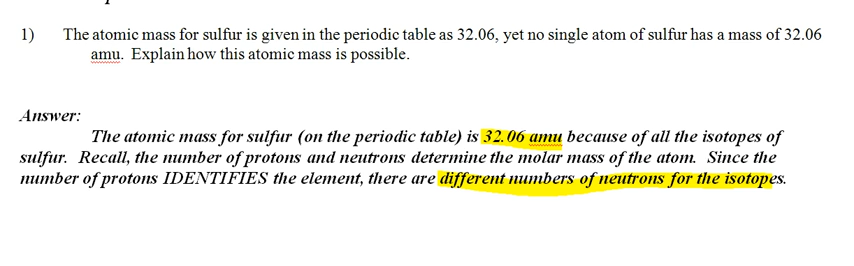 1) The atomic mass for sulfur is given in the periodic table as 32.06, yet no single atom of sulfur has a mass of 32.06
amu. Explain how this atomic mass is possible.
Answer:
The atomic mass for sulfur (on the periodic table) is 32.06 amu because of all the isotopes of
sulfur. Recall, the number of protons and neutrons determine the molar mass of the atom. Since the
number of protons IDENTIFIES the element, there are different numbers of neutrons for the isotopes.